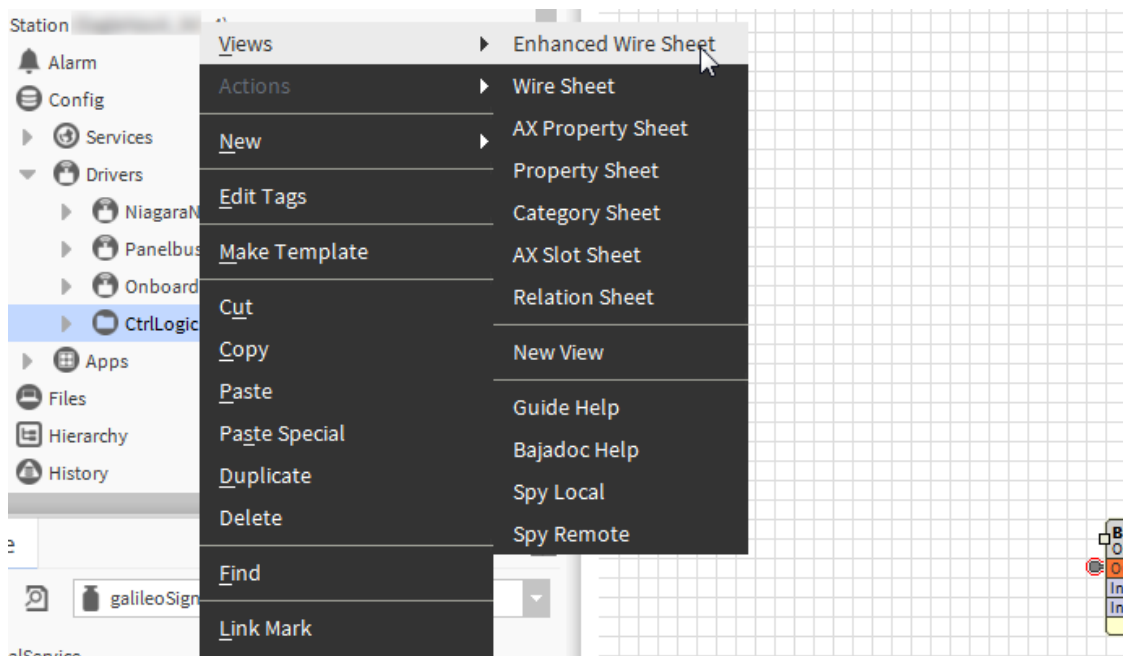 Station
Alarm
Config
Services
Drivers
NiagaraN
Panelbus
Onboard
CtrlLogic
Apps
Files
Hierarchy
History
galileoSign
Views
Actions
New
Edit Tags
Make Template
Cut
Copy
Paste
Paste Special
Duplicate
Delete
Find
Link Mark
Enhanced Wire Sheet
Wire Sheet
AX Property Sheet
Property Sheet
Category Sheet
AX Slot Sheet
Relation Sheet
New View
Guide Help
Bajadoc Help
Spy Local
Spy Remote
B
O
O
In
In